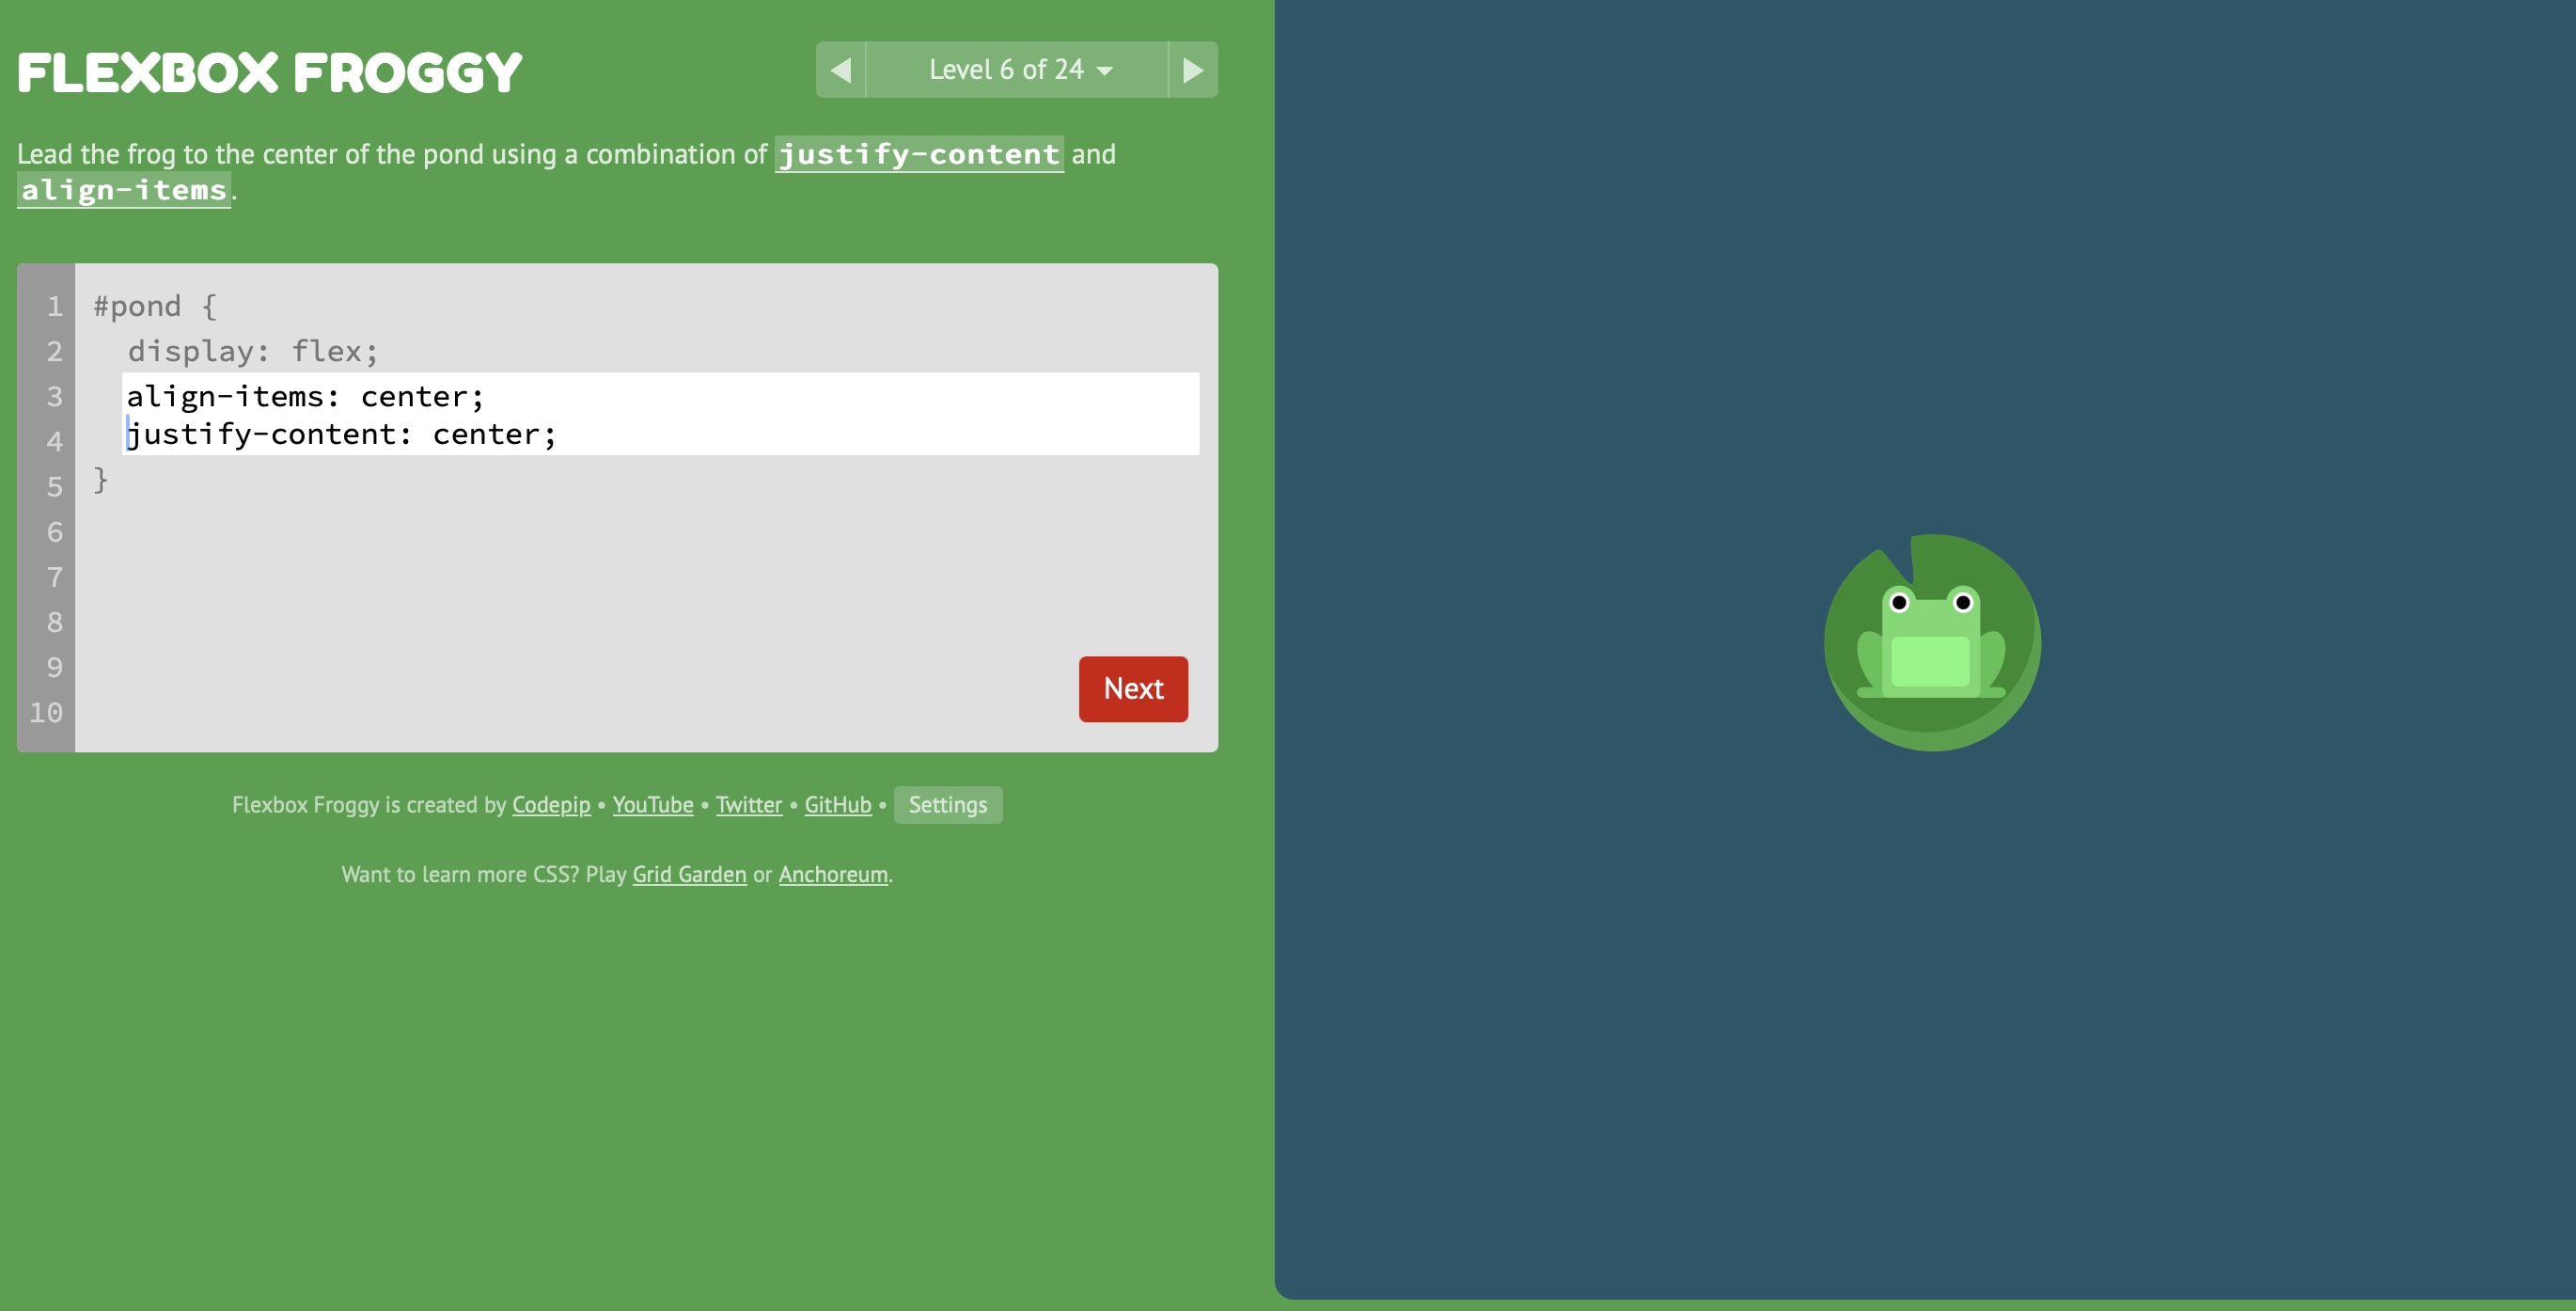 FLEXBOX FROGGY
Level 6 of 24
Lead the frog to the center of the pond using a combination of justify-content and
align-items.
1 #pond {
2 display: flex;
3 align-items: center;
4 justify-content: center;
5 }
6
7
8
9
10
Next
Flexbox Froggy is created by Codepip • YouTube • Twitter • GitHub • Settings
Want to learn more CSS? Play Grid Garden or Anchoreum.